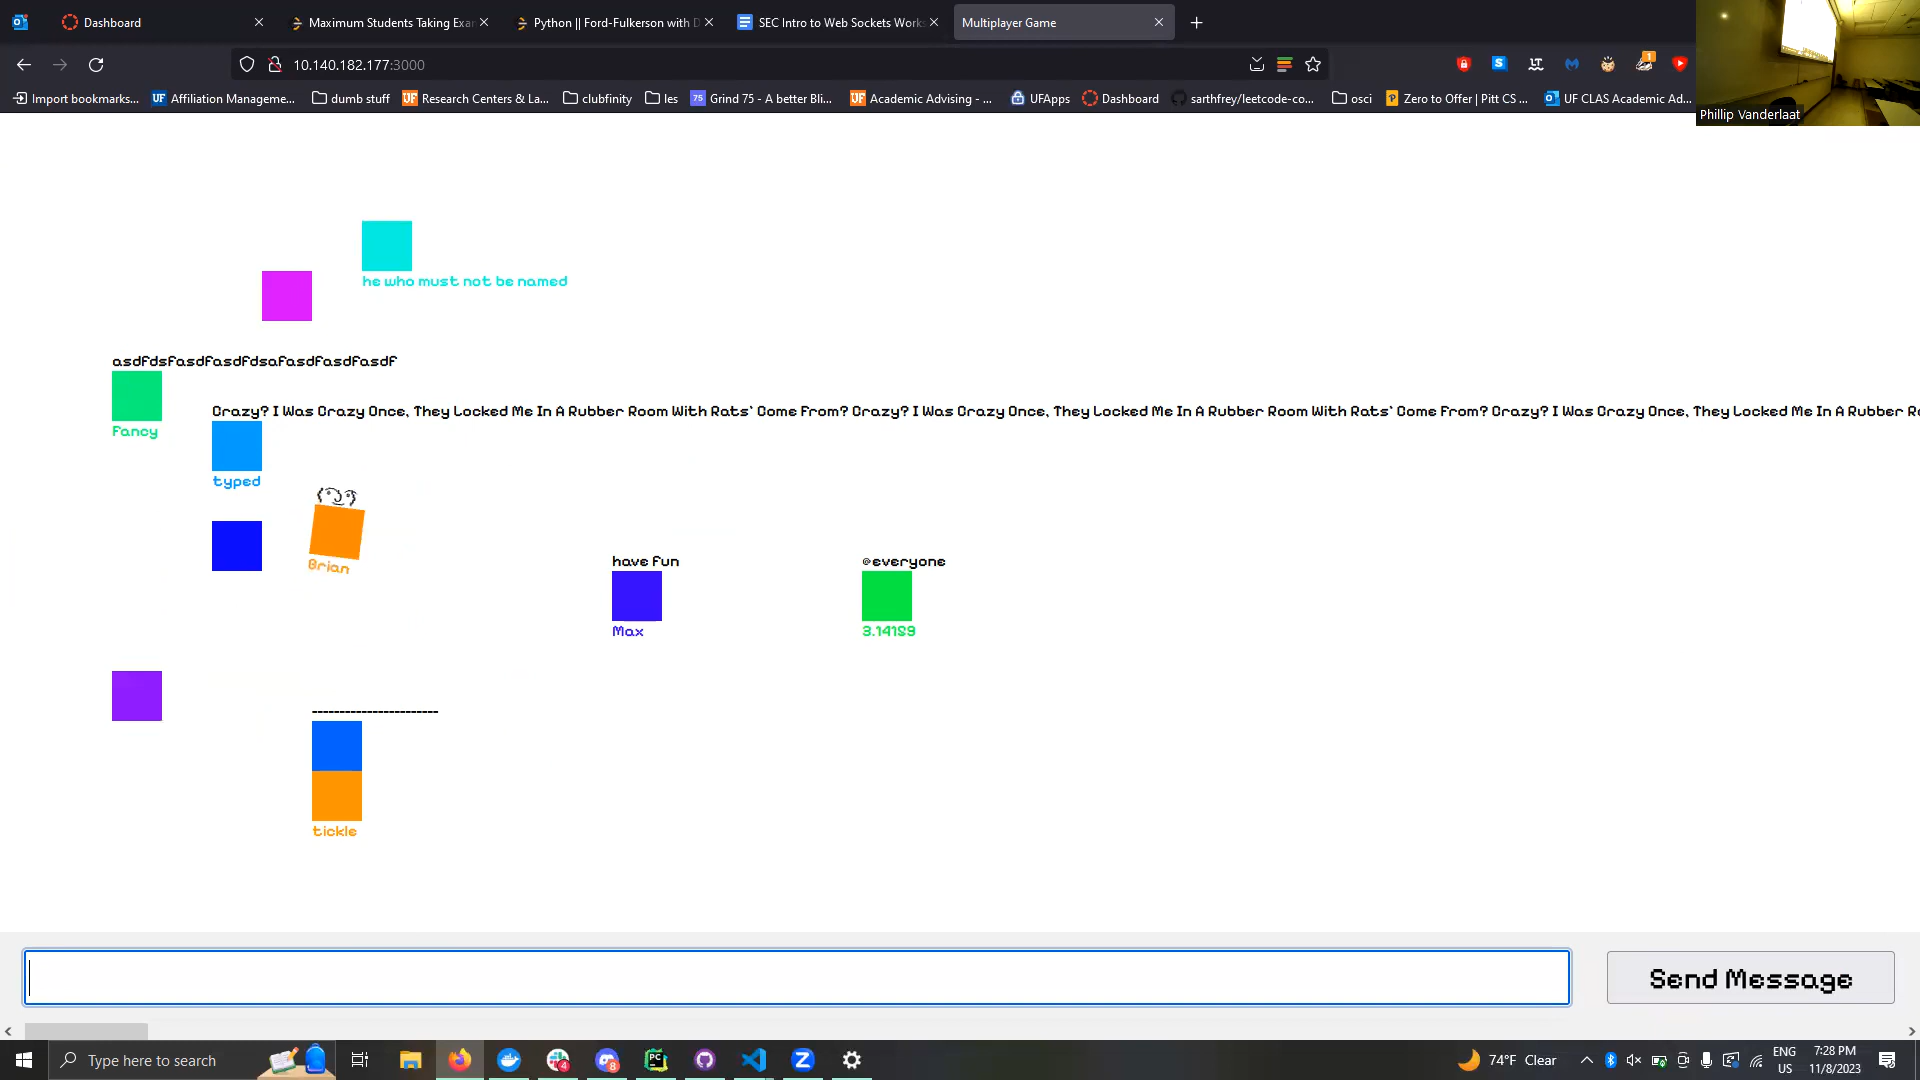 Dashboard
Maximum Students Taking Exa
Python || Ford-Fulkerson with D
SEC Intro to Web Sockets Works
Multiplayer Game
10.140.182.177:3000
Import bookmarks...
UF Affiliation Manageme...
dumb stuff
UF Research Centers & La...
clubfinity
les
75 Grind 75 - A better Bli...
UF Academic Advising - ...
UFApps
Dashboard
sarthfrey/leetcode-co...
osci
Zero to Offer | Pitt CS ...
UF CLAS Academic Ad...
Phillip Vanderlaat
he who must not be named
asdfdsfasdfasdfdsafasdfasdfasdf
Fancy
Crazy? I Was Crazy Once, They Locked Me In A Rubber Room With Rats' Come From? Crazy? I Was Crazy Once, They Locked Me In A Rubber Room With Rats' Come From? Crazy? I Was Crazy Once, They Locked Me In A Rubber R
typed
( ͡° ͜ʖ ͡°)
Brian
have fun
Max
@everyone
3.14159
-----------------------
tickle
Send Message
Type here to search
74°F Clear
ENG
US
7:28 PM
11/8/2023